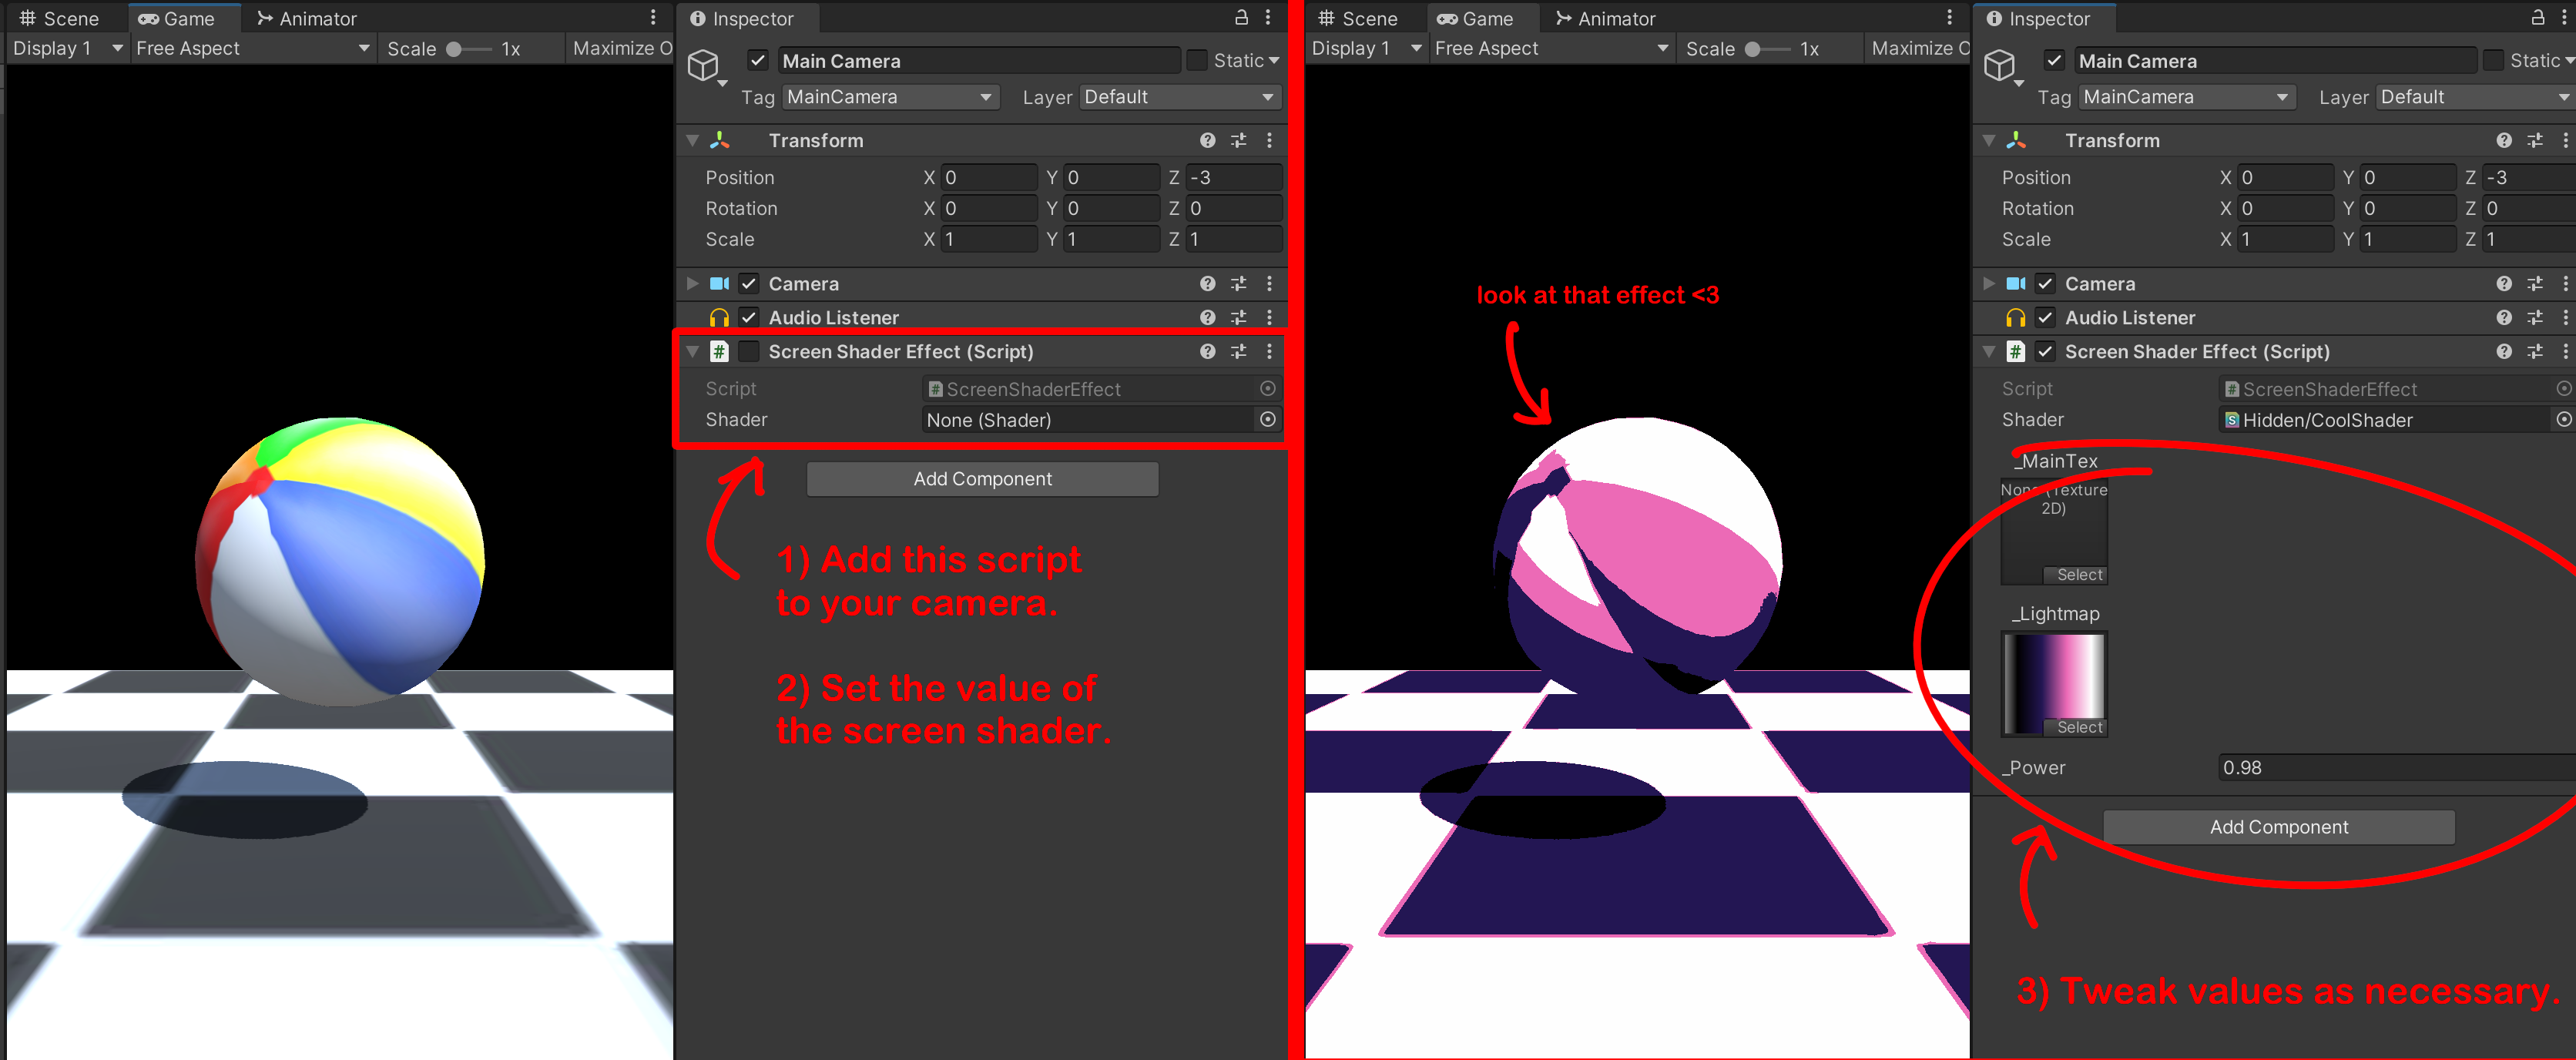 Scene
Game
Animator
Display 1
Free Aspect
Scale
1x
Maximize O
Inspector
Main Camera
Static
Tag
MainCamera
Layer
Default
Transform
Position
X 0
Y 0
Z -3
Rotation
X 0
Y 0
Z 0
Scale
X 1
Y 1
Z 1
Camera
Audio Listener
# Screen Shader Effect (Script)
Script
# ScreenShaderEffect
Shader
None (Shader)
Add Component
1) Add this script
to your camera.
2) Set the value of
the screen shader.
Scene
Game
Animator
Display 1
Free Aspect
Scale
1x
Maximize O
look at that effect <3
Inspector
Main Camera
Static
Tag
MainCamera
Layer
Default
Transform
Position
X 0
Y 0
Z -3
Rotation
X 0
Y 0
Z 0
Scale
X 1
Y 1
Z 1
Camera
Audio Listener
# Screen Shader Effect (Script)
Script
# ScreenShaderEffect
Shader
S Hidden/CoolShader
_MainTex
None (Texture
2D)
Select
_Lightmap
Select
_Power
0.98
Add Component
3) Tweak values as necessary.